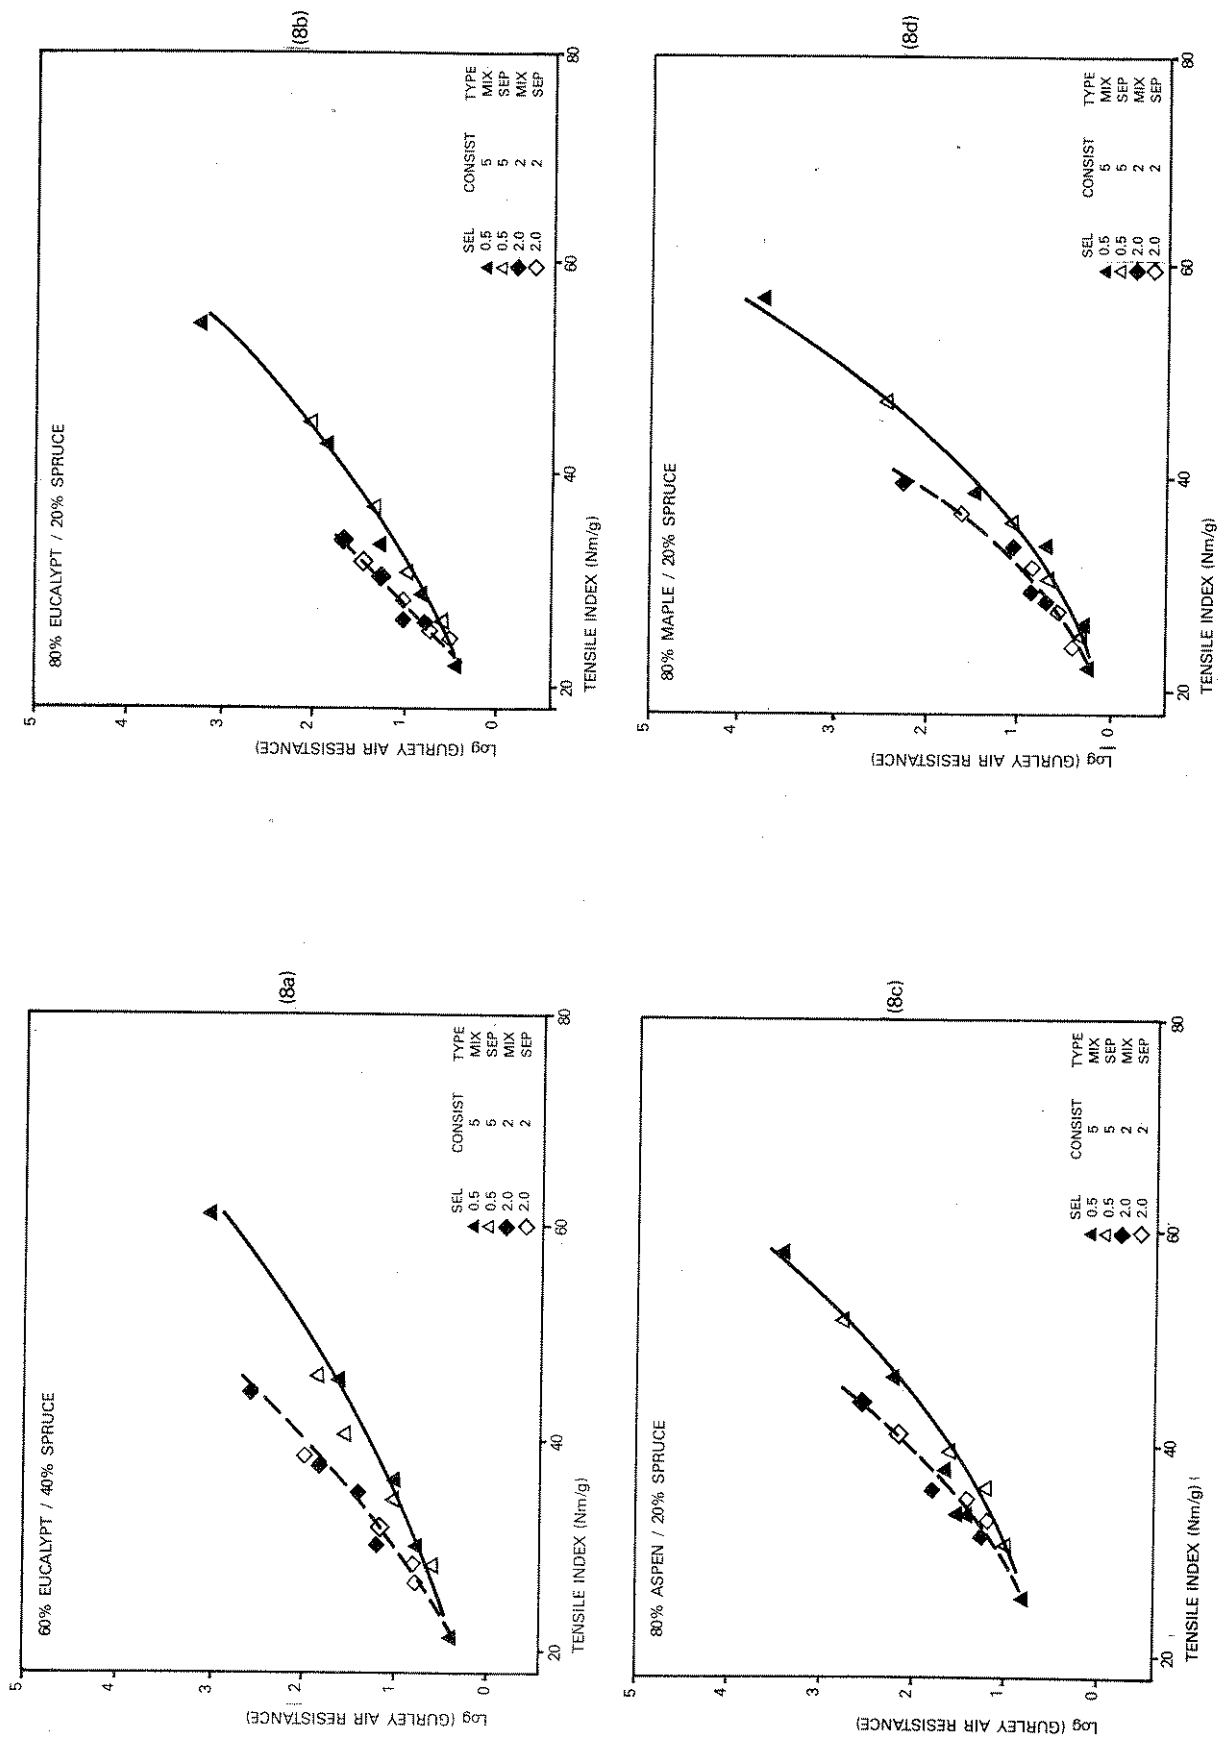 60% EUCALYPT / 40% SPRUCE
Log (GURLEY AIR RESISTANCE)
5
4
3
2
1
0
20
40
60
80
TENSILE INDEX (Nm/g)
SEL CONSIST TYPE
▲ 0.5 5 MIX
△ 0.5 5 SEP
◆ 2.0 2 MIX
◇ 2.0 2 SEP
(8a)
80% EUCALYPT / 20% SPRUCE
Log (GURLEY AIR RESISTANCE)
5
4
3
2
1
0
20
40
60
80
TENSILE INDEX (Nm/g)
SEL CONSIST TYPE
▲ 0.5 5 MIX
△ 0.5 5 SEP
◆ 2.0 2 MIX
◇ 2.0 2 SEP
(8b)
80% ASPEN / 20% SPRUCE
Log (GURLEY AIR RESISTANCE)
5
4
3
2
1
0
20
40
60
80
TENSILE INDEX (Nm/g)
SEL CONSIST TYPE
▲ 0.5 5 MIX
△ 0.5 5 SEP
◆ 2.0 2 MIX
◇ 2.0 2 SEP
(8c)
80% MAPLE / 20% SPRUCE
Log (GURLEY AIR RESISTANCE)
5
4
3
2
1
0
20
40
60
80
TENSILE INDEX (Nm/g)
SEL CONSIST TYPE
▲ 0.5 5 MIX
△ 0.5 5 SEP
◆ 2.0 2 MIX
◇ 2.0 2 SEP
(8d)